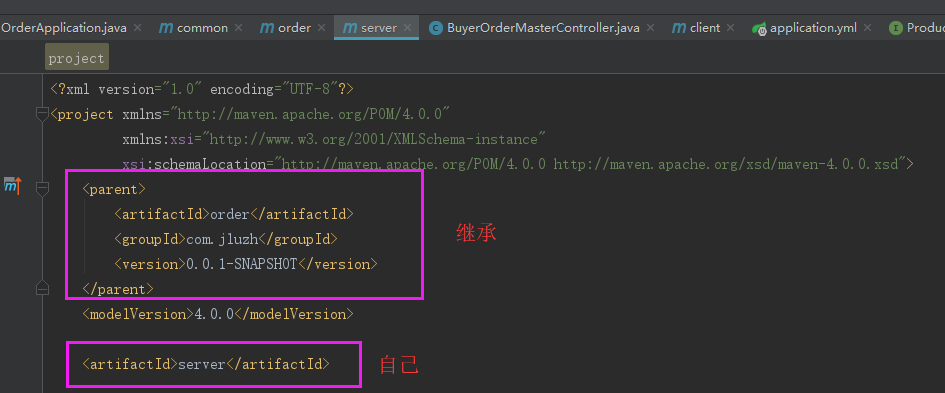 OrderApplication.java × m common × m order × m server × C BuyerOrderMasterController.java × m client × application.yml × I Produc
project
<?xml version="1.0" encoding="UTF-8"?>
<project xmlns="http://maven.apache.org/POM/4.0.0"
xmlns:xsi="http://www.w3.org/2001/XMLSchema-instance"
xsi:schemaLocation="http://maven.apache.org/POM/4.0.0 http://maven.apache.org/xsd/maven-4.0.0.xsd">
<parent>
<artifactId>order</artifactId>
<groupId>com.jluzh</groupId>
继承
<version>0.0.1-SNAPSHOT</version>
</parent>
<modelVersion>4.0.0</modelVersion>
<artifactId>server</artifactId>
自己